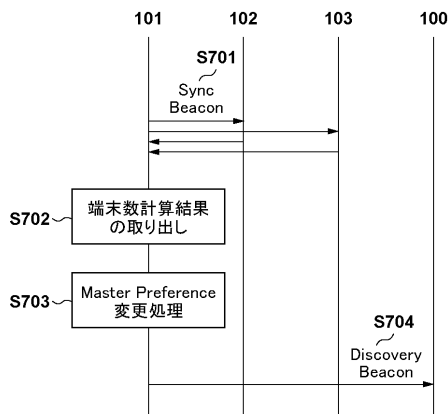 101 102 103 100
S701
Sync
Beacon
S702
端末数計算結果
の取り出し
S703
Master Preference
変更処理
S704
Discovery
Beacon